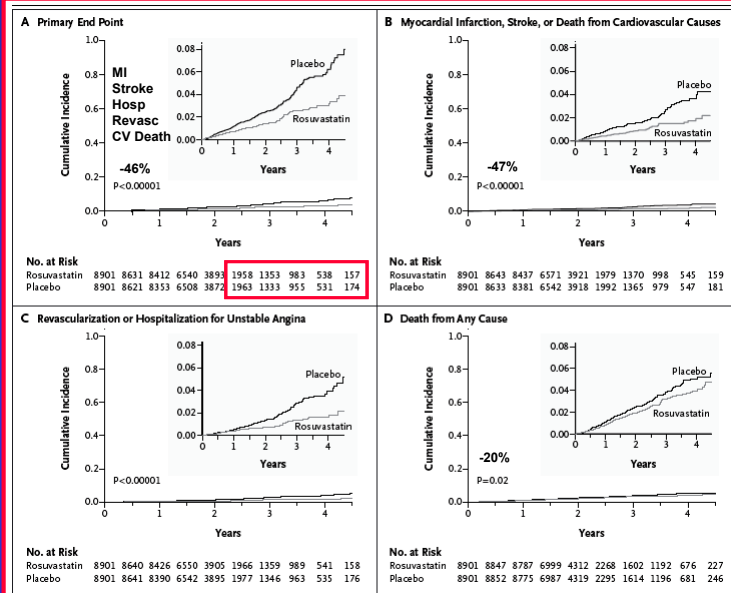 A Primary End Point
1.0
0.8
0.6
0.4
0.2
0.0
Cumulative Incidence
MI
Stroke
Hosp
Revasc
CV Death
-46%
P<0.00001
0.08
0.06
0.04
0.02
0.00
Placebo
Rosuvastatin
0 1 2 3 4
Years
0 1 2 3 4
Years
No. at Risk
Rosuvastatin 8901 8631 8412 6540 3893 1958 1353 983 538 157
Placebo 8901 8621 8353 6508 3872 1963 1333 955 531 174
B Myocardial Infarction, Stroke, or Death from Cardiovascular Causes
1.0
0.8
0.6
0.4
0.2
0.0
Cumulative Incidence
-47%
P<0.00001
0.08
0.06
0.04
0.02
0.00
Placebo
Rosuvastatin
0 1 2 3 4
Years
0 1 2 3 4
Years
No. at Risk
Rosuvastatin 8901 8643 8437 6571 3921 1979 1370 998 545 159
Placebo 8901 8633 8381 6542 3918 1992 1365 979 547 181
C Revascularization or Hospitalization for Unstable Angina
1.0
0.8
0.6
0.4
0.2
0.0
Cumulative Incidence
P<0.00001
0.08
0.06
0.04
0.02
0.00
Placebo
Rosuvastatin
0 1 2 3 4
Years
0 1 2 3 4
Years
No. at Risk
Rosuvastatin 8901 8640 8426 6550 3905 1966 1359 989 541 158
Placebo 8901 8641 8390 6542 3895 1977 1346 963 535 176
D Death from Any Cause
1.0
0.8
0.6
0.4
0.2
0.0
Cumulative Incidence
-20%
P=0.02
0.08
0.06
0.04
0.02
0.00
Placebo
Rosuvastatin
0 1 2 3 4
Years
0 1 2 3 4
Years
No. at Risk
Rosuvastatin 8901 8847 8787 6999 4312 2268 1602 1192 676 227
Placebo 8901 8852 8775 6987 4319 2295 1614 1196 681 246